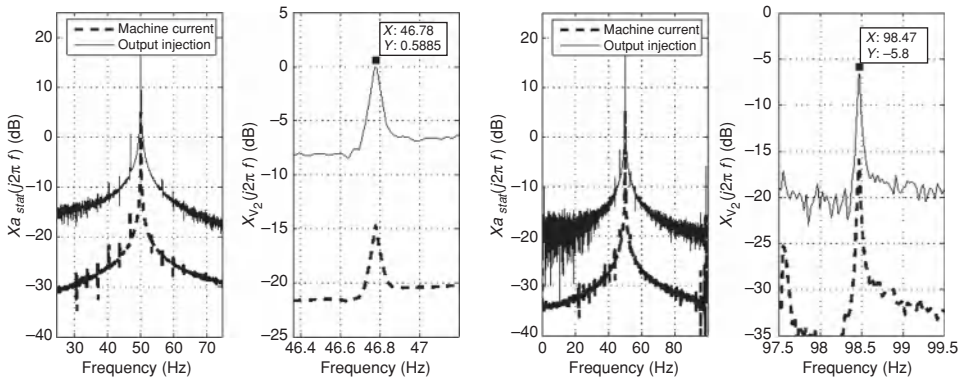 Machine current
Output injection
Xa stat(j2π f) (dB)
20
10
0
−10
−20
−30
−40
30 40 50 60 70
Frequency (Hz)
X: 46.78
Y: 0.5885
X_v2(j2π f) (dB)
5
0
−5
−10
−15
−20
−25
46.4 46.6 46.8 47
Frequency (Hz)
Machine current
Output injection
Xa stat(j2π f) (dB)
20
10
0
−10
−20
−30
−40
0 20 40 60 80
Frequency (Hz)
X: 98.47
Y: −5.8
X_v2(j2π f) (dB)
0
−5
−10
−15
−20
−25
−30
−35
97.5 98 98.5 99 99.5
Frequency (Hz)